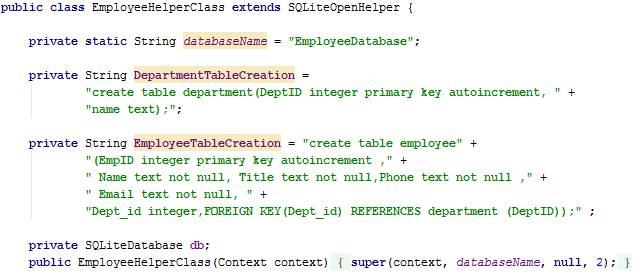 public class EmployeeHelperClass extends SQLiteOpenHelper {
private static String databaseName = "EmployeeDatabase";
private String DepartmentTableCreation =
"create table department(DeptID integer primary key autoincrement, " +
"name text);";
private String EmployeeTableCreation = "create table employee" +
"(EmpID integer primary key autoincrement ," +
" Name text not null, Title text not null,Phone text not null ," +
" Email text not null, " +
"Dept_id integer,FOREIGN KEY(Dept_id) REFERENCES department (DeptID));" ;
private SQLiteDatabase db;
public EmployeeHelperClass(Context context) { super(context, databaseName, null, 2); }